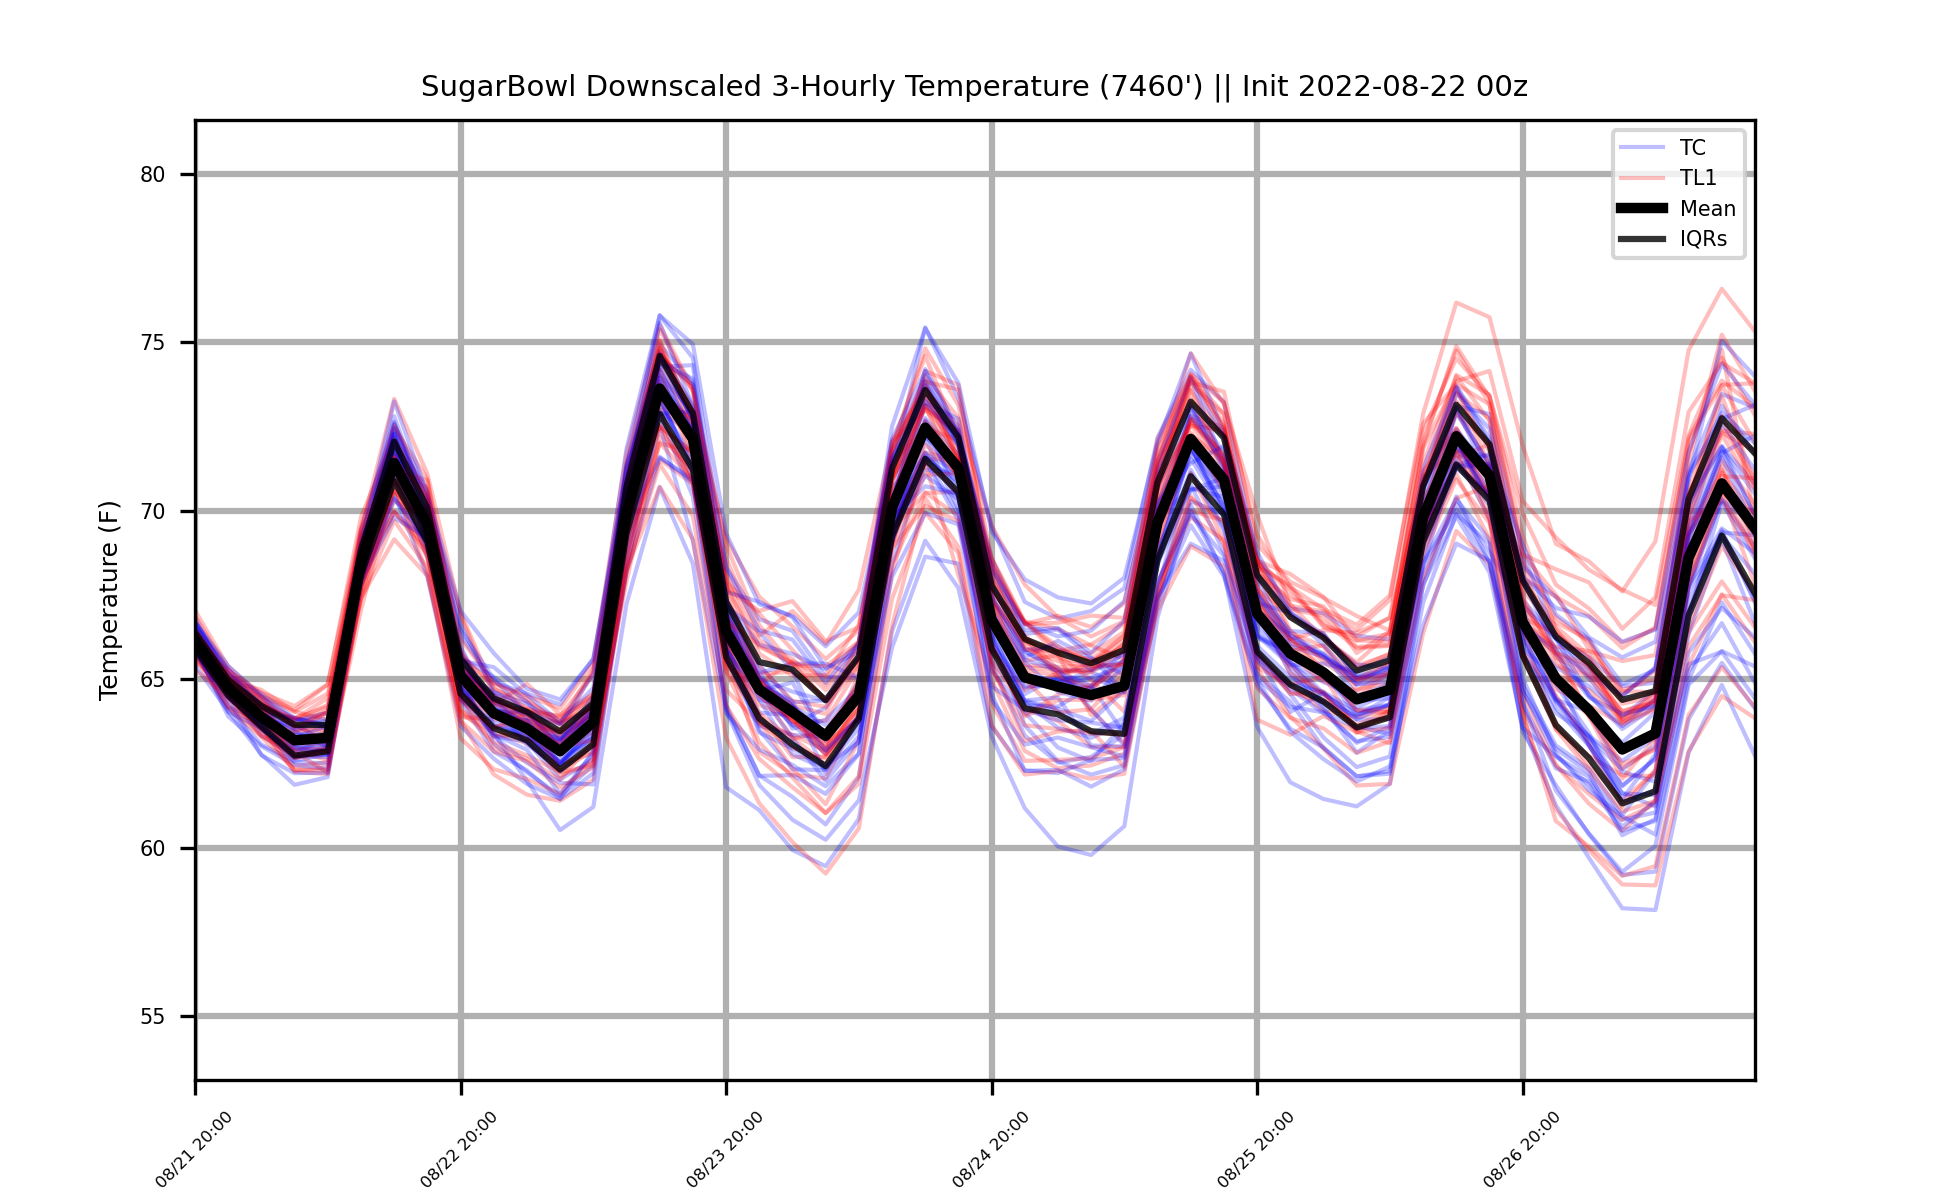 SugarBowl Downscaled 3-Hourly Temperature (7460') || Init 2022-08-22 00z
TC
TL1
Mean
IQRs
Temperature (F)
80
75
70
65
60
55
08/21 20:00
08/22 20:00
08/23 20:00
08/24 20:00
08/25 20:00
08/26 20:00